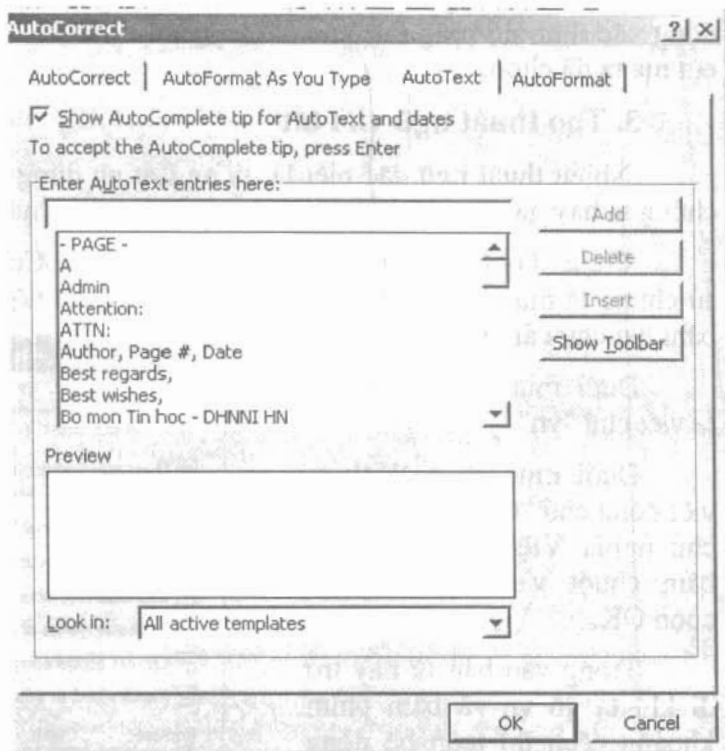 AutoCorrect
AutoCorrect AutoFormat As You Type AutoText AutoFormat
Show AutoComplete tip for AutoText and dates
To accept the AutoComplete tip, press Enter
Enter AutoText entries here:
Add
- PAGE -
A
Delete
Admin
Attention:
Insert
ATTN:
Author, Page #, Date
Show Toolbar
Best regards,
Best wishes,
Bo mon Tin hoc - DHNNI HN
Preview
Look in: All active templates
OK Cancel